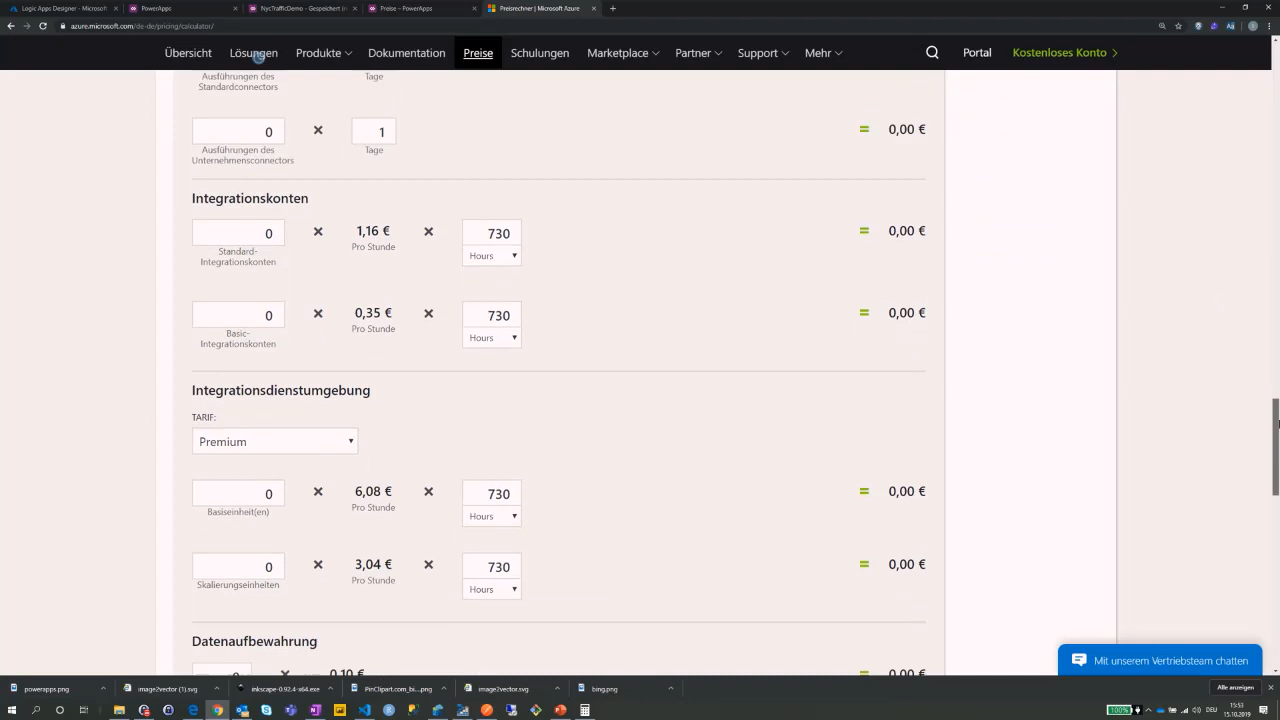 Logic Apps Designer - Microsoft
PowerApps
NycTrafficDemo - Gespeichert (n
Preise – PowerApps
Preisrechner | Microsoft Azure
azure.microsoft.com/de-de/pricing/calculator/
Übersicht
Lösungen
Produkte
Dokumentation
Preise
Schulungen
Marketplace
Partner
Support
Mehr
Portal
Kostenloses Konto
Ausführungen des
Standardconnectors
Tage
0 × 1 = 0,00 €
Ausführungen des
Unternehmensconnectors
Tage
Integrationskonten
0 × 1,16 € × 730 = 0,00 €
Pro Stunde
Standard-
Integrationskonten
Hours
0 × 0,35 € × 730 = 0,00 €
Pro Stunde
Basic-
Integrationskonten
Hours
Integrationsdienstumgebung
TARIF:
Premium
0 × 6,08 € × 730 = 0,00 €
Basiseinheit(en)
Pro Stunde
Hours
0 × 3,04 € × 730 = 0,00 €
Skalierungseinheiten
Pro Stunde
Hours
Datenaufbewahrung
0 × 0,10 € = 0,00 €
Mit unserem Vertriebsteam chatten
powerapps.png
image2vector (1).svg
inkscape-0.92.4-x64.exe
PinClipart.com_bi....png
image2vector.svg
bing.png
Alle anzeigen
100%
DEU
15:53
15.10.2019